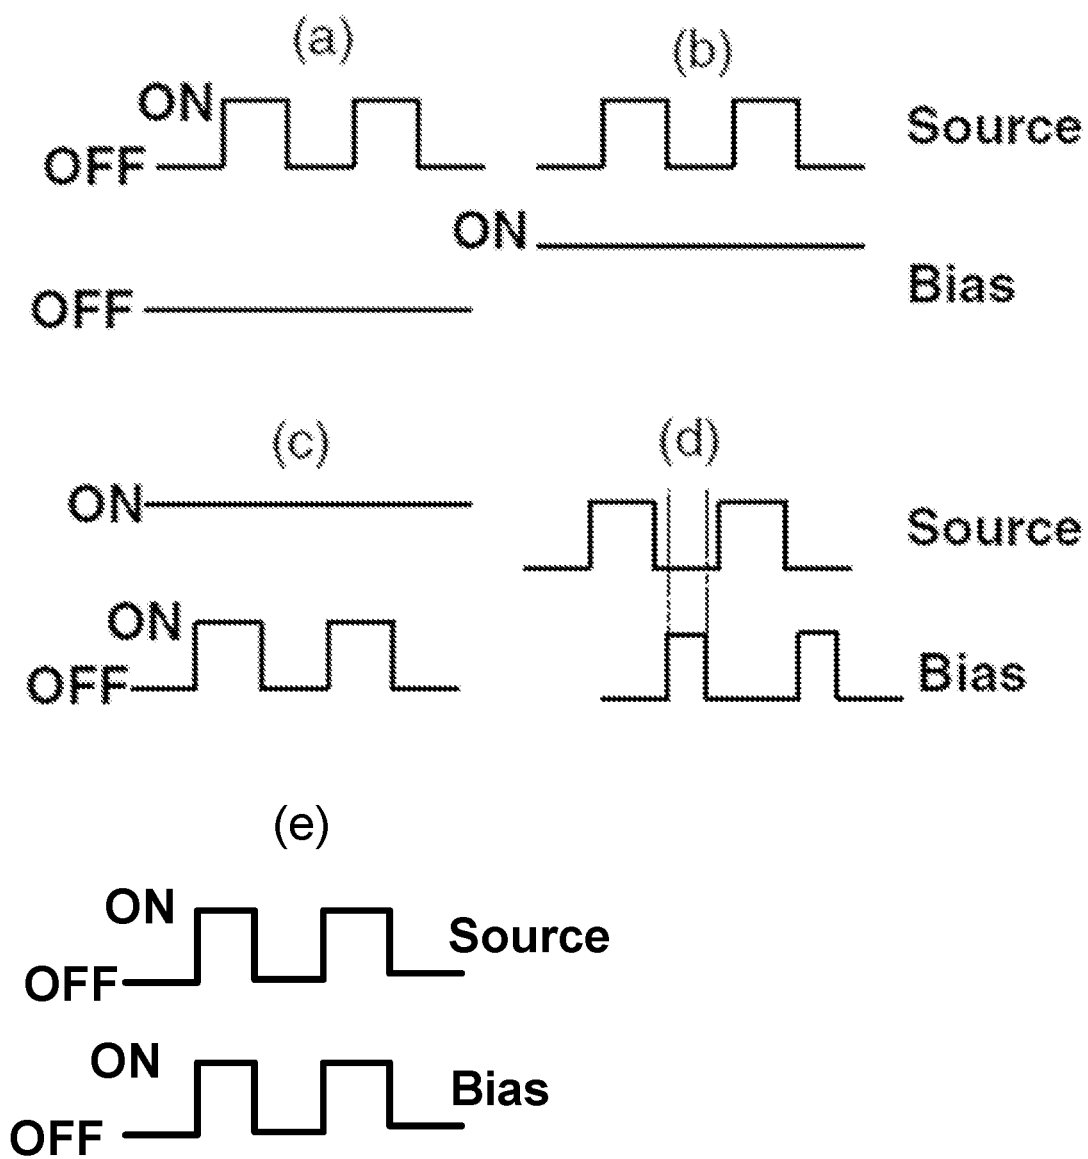 (a) (b)
ON Source
OFF
ON Bias
OFF
(c) (d)
ON Source
ON
OFF Bias
(e)
ON Source
OFF
ON Bias
OFF